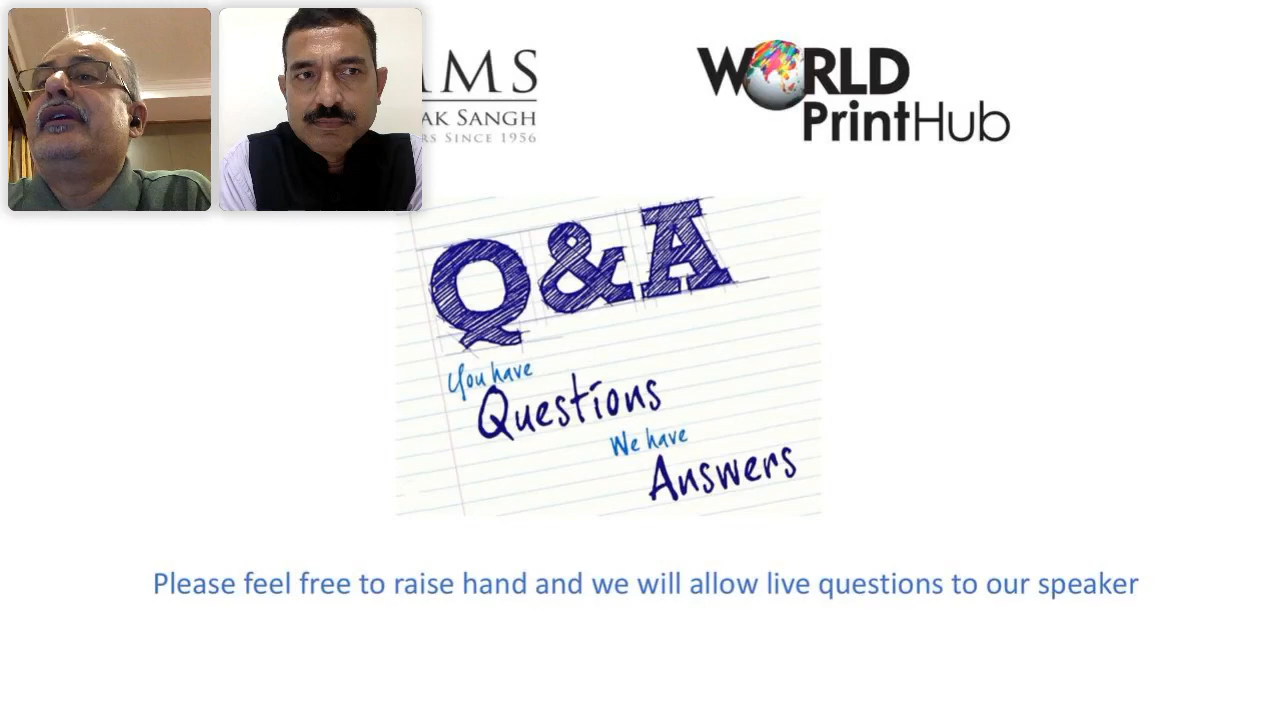 MS
AK SANGH
RS SINCE 1956
WORLD
PrintHub
Q&A
You have
Questions
We have
Answers
Please feel free to raise hand and we will allow live questions to our speaker